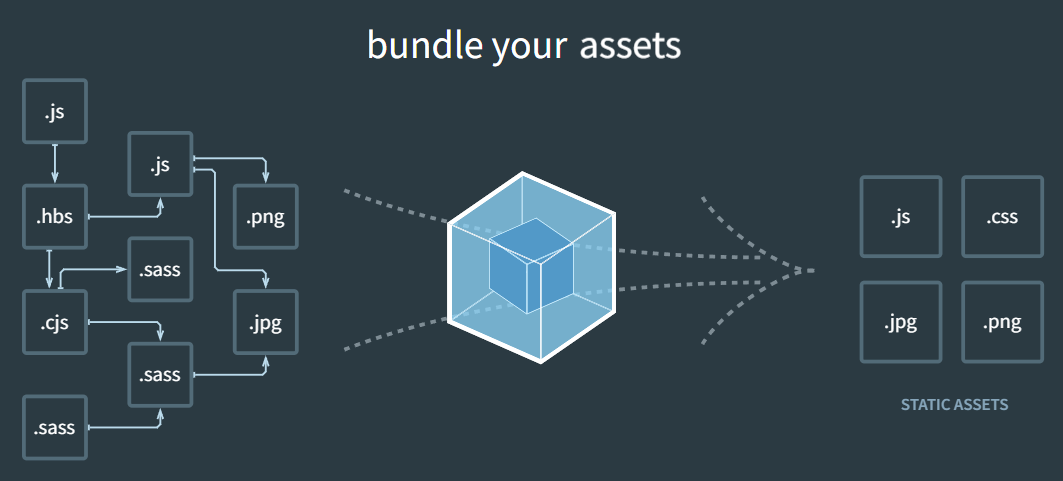 bundle your assets
.js
.js
.hbs
.png
.sass
.cjs
.jpg
.sass
.sass
.js
.css
.jpg
.png
STATIC ASSETS